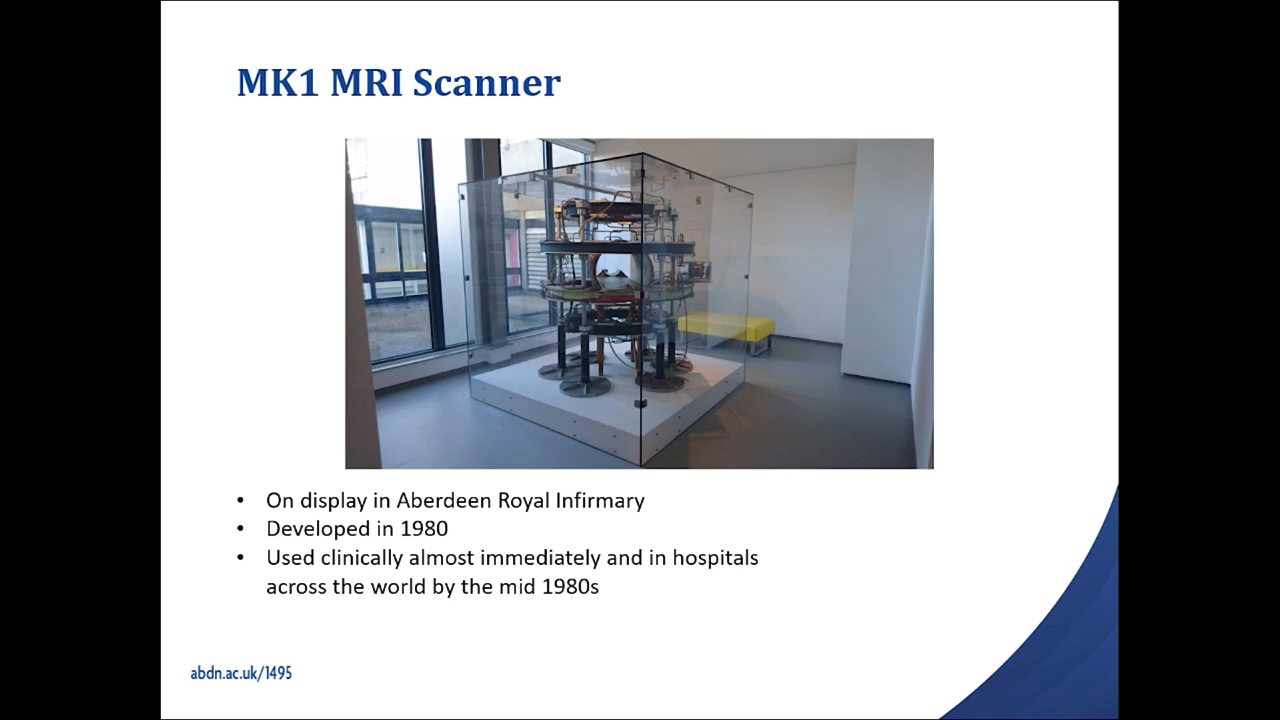 MK1 MRI Scanner
• On display in Aberdeen Royal Infirmary
• Developed in 1980
• Used clinically almost immediately and in hospitals
across the world by the mid 1980s
abdn.ac.uk/1495